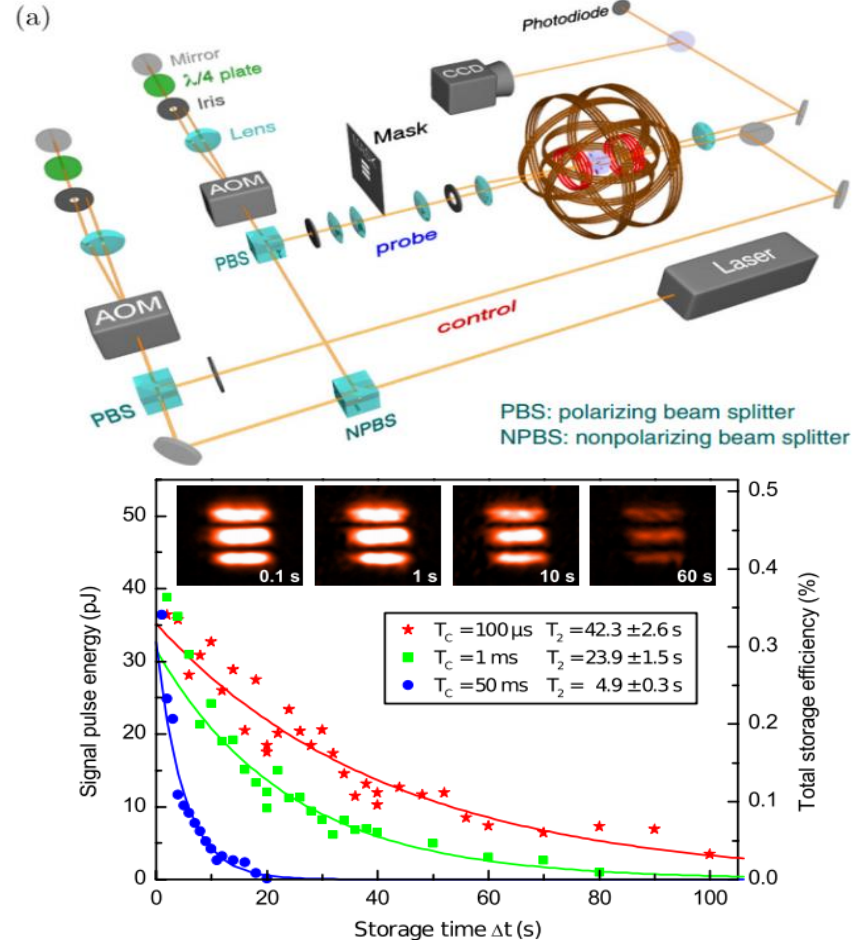 (a)
Photodiode
Mirror
λ/4 plate
Iris
Lens
CCD
Mask
AOM
PBS
probe
Laser
AOM
control
PBS
NPBS
PBS: polarizing beam splitter
NPBS: nonpolarizing beam splitter
Signal pulse energy (pJ)
50
40
30
20
10
0
0.1 s
1 s
10 s
60 s
T_C = 100 µs T_2 = 42.3 ±2.6 s
T_C = 1 ms T_2 = 23.9 ±1.5 s
T_C = 50 ms T_2 = 4.9 ±0.3 s
0.5
0.4
0.3
0.2
0.1
0.0
Total storage efficiency (%)
0 20 40 60 80 100
Storage time Δt (s)